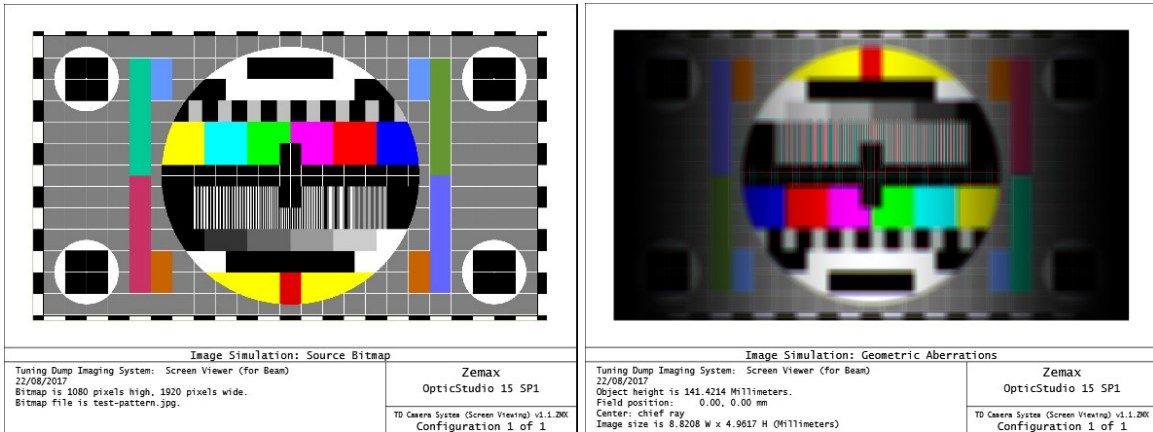 Image Simulation: Source Bitmap
Tuning Dump Imaging System: Screen Viewer (for Beam)
22/08/2017
Bitmap is 1080 pixels high, 1920 pixels wide.
Bitmap file is test-pattern.jpg.
Zemax
OpticStudio 15 SP1
TD Camera System (Screen Viewing) v1.1.ZMX
Configuration 1 of 1
Image Simulation: Geometric Aberrations
Tuning Dump Imaging System: Screen Viewer (for Beam)
22/08/2017
Object height is 141.4214 Millimeters.
Field position: 0.00, 0.00 mm
Center: chief ray
Image size is 8.8208 W x 4.9617 H (Millimeters)
Zemax
OpticStudio 15 SP1
TD Camera System (Screen Viewing) v1.1.ZMX
Configuration 1 of 1